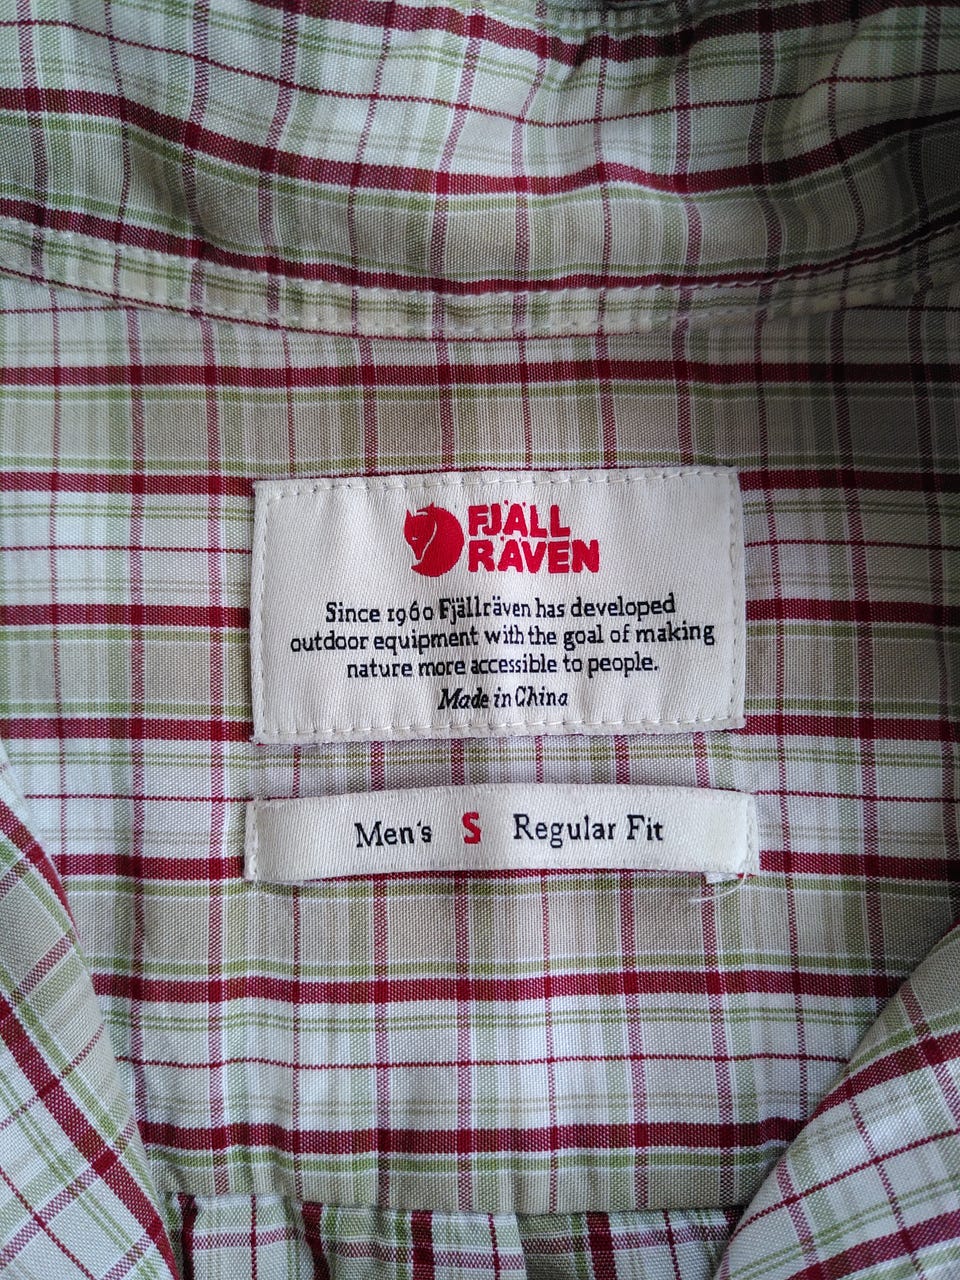 FJÄLL
RÄVEN
Since 1960 Fjällräven has developed
outdoor equipment with the goal of making
nature more accessible to people.
Made in China
Men's S Regular Fit